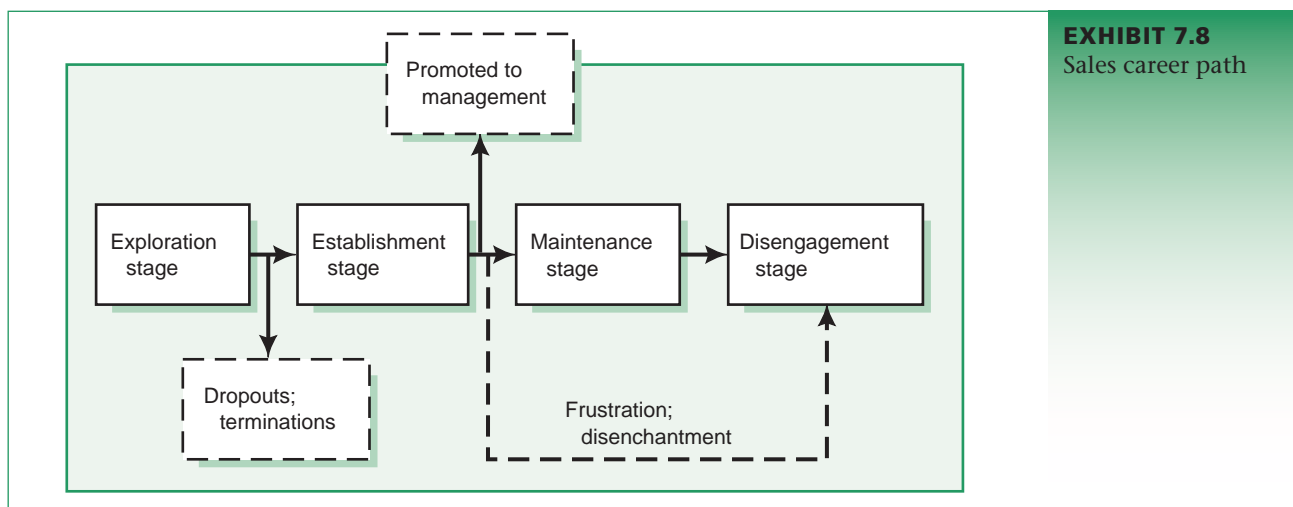 EXHIBIT 7.8
Sales career path
Promoted to
management
Exploration
stage
Establishment
stage
Maintenance
stage
Disengagement
stage
Dropouts;
terminations
Frustration;
disenchantment